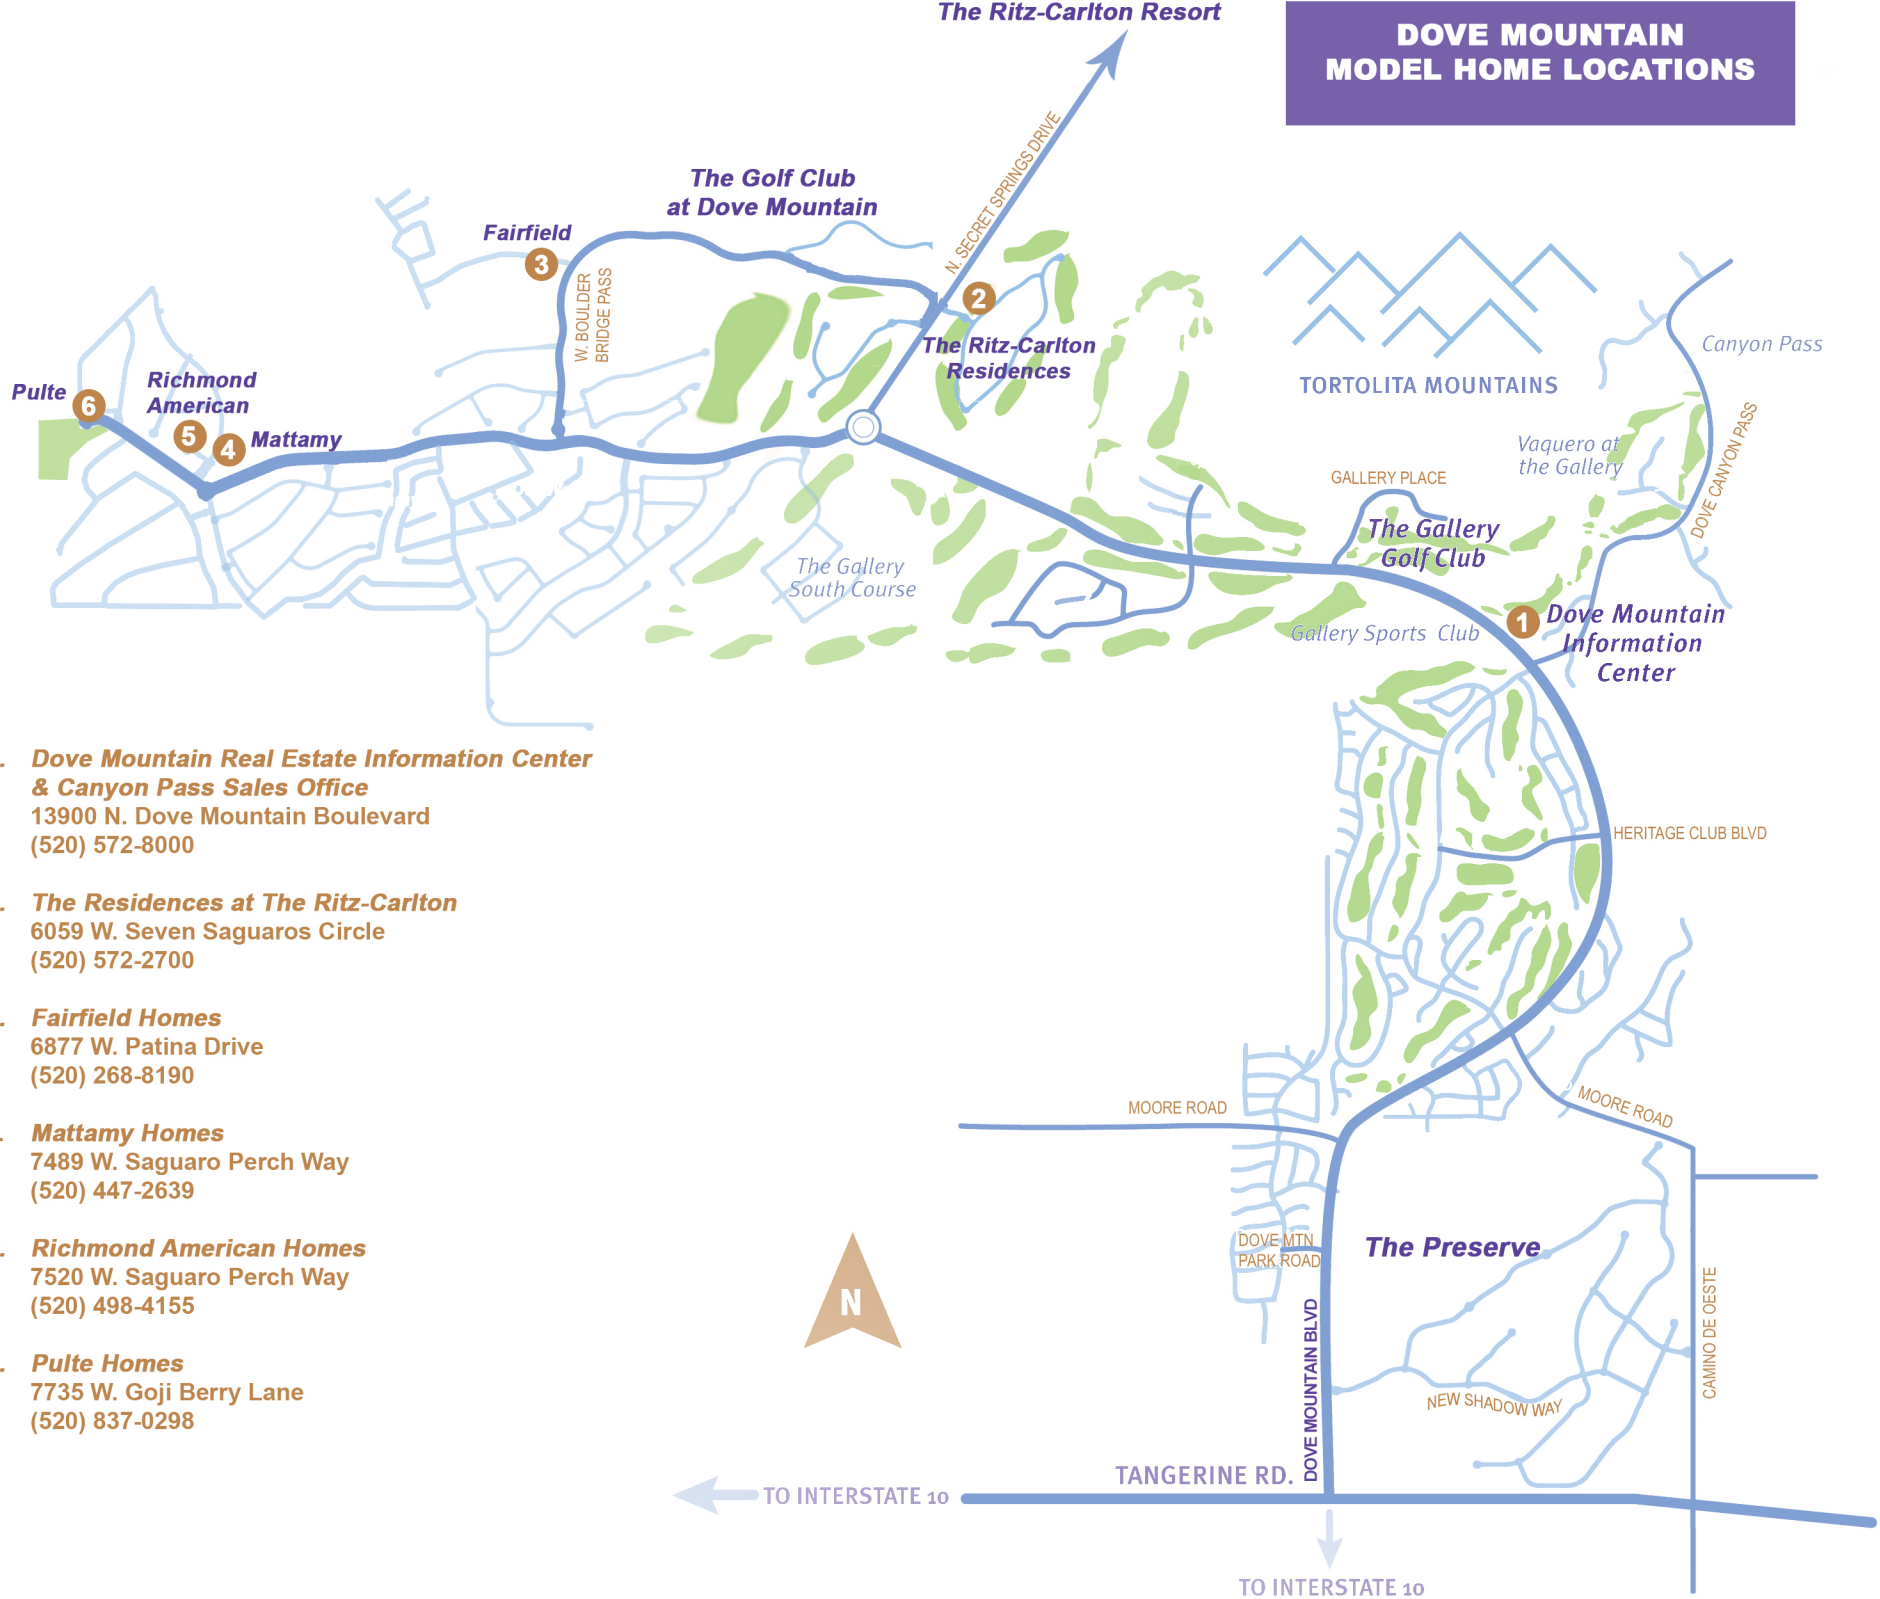 The Ritz-Carlton Resort
DOVE MOUNTAIN
MODEL HOME LOCATIONS
N. SECRET SPRINGS DRIVE
The Golf Club
at Dove Mountain
Fairfield
3
W. BOULDER
BRIDGE PASS
2
The Ritz-Carlton
Residences
TORTOLITA MOUNTAINS
Canyon Pass
Pulte
6
Richmond
American
5
4
Mattamy
Vaquero at
the Gallery
DOVE CANYON PASS
GALLERY PLACE
The Gallery
Golf Club
The Gallery
South Course
Gallery Sports Club
1
Dove Mountain
Information
Center
. Dove Mountain Real Estate Information Center
& Canyon Pass Sales Office
13900 N. Dove Mountain Boulevard
(520) 572-8000
. The Residences at The Ritz-Carlton
6059 W. Seven Saguaros Circle
(520) 572-2700
. Fairfield Homes
6877 W. Patina Drive
(520) 268-8190
. Mattamy Homes
7489 W. Saguaro Perch Way
(520) 447-2639
. Richmond American Homes
7520 W. Saguaro Perch Way
(520) 498-4155
. Pulte Homes
7735 W. Goji Berry Lane
(520) 837-0298
HERITAGE CLUB BLVD
MOORE ROAD
MOORE ROAD
DOVE MTN
PARK ROAD
The Preserve
N
DOVE MOUNTAIN BLVD
CAMINO DE OESTE
NEW SHADOW WAY
TANGERINE RD.
TO INTERSTATE 10
TO INTERSTATE 10